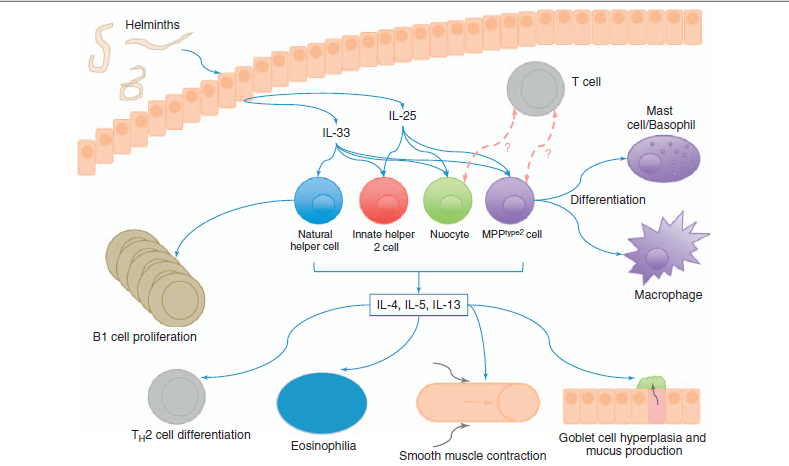 Helminths
T cell
Mast
cell/Basophil
IL-25
IL-33
?
?
Differentiation
Natural
helper cell
Innate helper
2 cell
Nuocyte
MPPtype2 cell
Macrophage
IL-4, IL-5, IL-13
B1 cell proliferation
TH2 cell differentiation
Eosinophilia
Smooth muscle contraction
Goblet cell hyperplasia and
mucus production